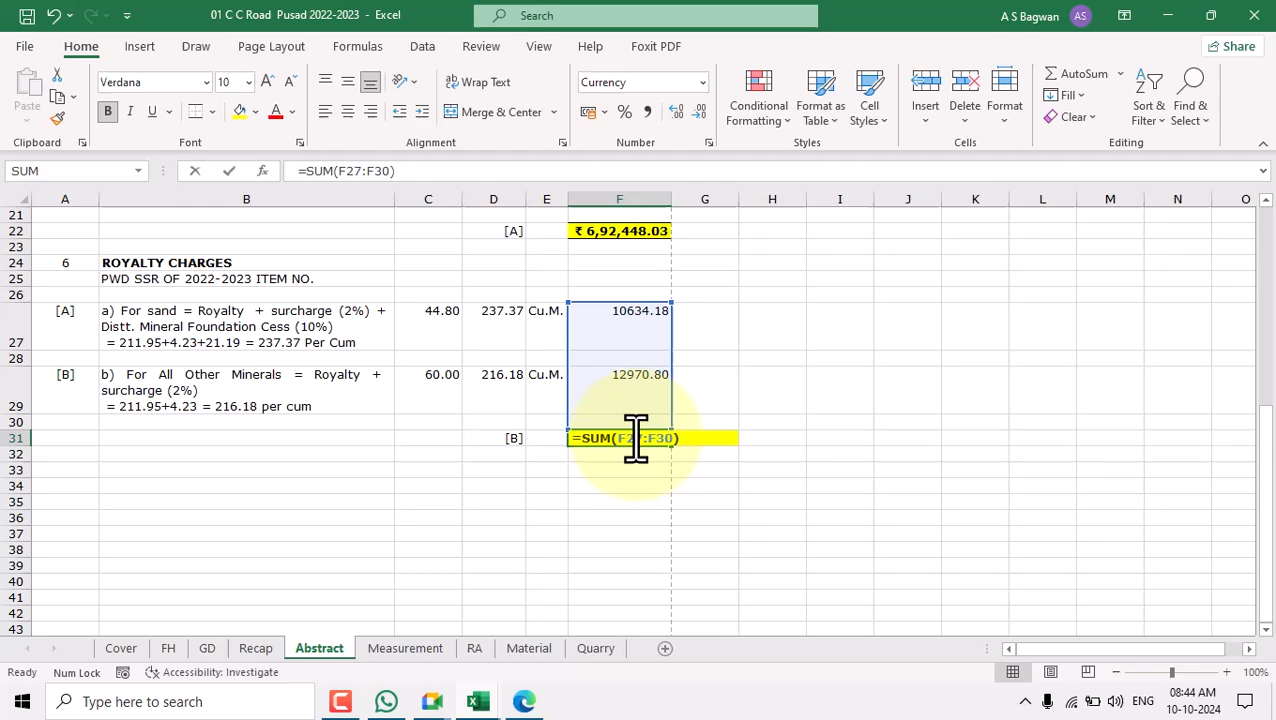 01 C C Road Pusad 2022-2023 - Excel
Search
A S Bagwan AS
File Home Insert Draw Page Layout Formulas Data Review View Help Foxit PDF Share
Paste
Clipboard
Verdana 10
B I U
Font
Wrap Text
Merge & Center
Alignment
Currency
Number
Conditional Formatting
Format as Table
Cell Styles
Styles
Insert Delete Format
Cells
AutoSum
Fill
Clear
Sort & Filter
Find & Select
Editing
SUM fx =SUM(F27:F30)
A B C D E F G H I J K L M N O
21
22 [A] ₹ 6,92,448.03
23
24 6 ROYALTY CHARGES
25 PWD SSR OF 2022-2023 ITEM NO.
26
[A] a) For sand = Royalty + surcharge (2%) + 44.80 237.37 Cu.M. 10634.18
Distt. Mineral Foundation Cess (10%)
27 = 211.95+4.23+21.19 = 237.37 Per Cum
28
[B] b) For All Other Minerals = Royalty + 60.00 216.18 Cu.M. 12970.80
surcharge (2%)
29 = 211.95+4.23 = 216.18 per cum
30
31 [B] =SUM(F27:F30)
32
33
34
35
36
37
38
39
40
41
42
43
Cover FH GD Recap Abstract Measurement RA Material Quarry
Ready Num Lock Accessibility: Investigate 100%
Type here to search
ENG
08:44 AM
10-10-2024